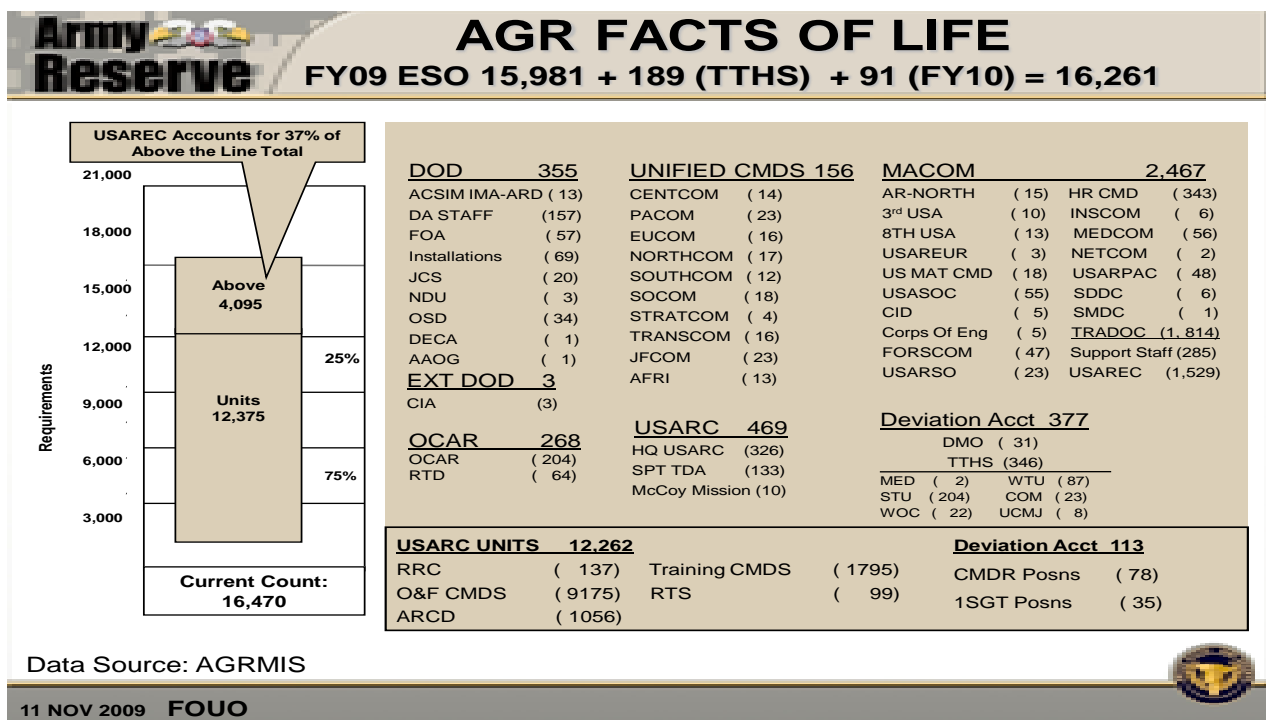 Army
Reserve
AGR FACTS OF LIFE
FY09 ESO 15,981 + 189 (TTHS) + 91 (FY10) = 16,261
USAREC Accounts for 37% of
Above the Line Total
Requirements
21,000
18,000
15,000
12,000
9,000
6,000
3,000
Above
4,095
25%
Units
12,375
75%
Current Count:
16,470
DOD 355
ACSIM IMA-ARD ( 13)
DA STAFF (157)
FOA ( 57)
Installations ( 69)
JCS ( 20)
NDU ( 3)
OSD ( 34)
DECA ( 1)
AAOG ( 1)
EXT DOD 3
CIA (3)
OCAR 268
OCAR ( 204)
RTD ( 64)
UNIFIED CMDS 156
CENTCOM ( 14)
PACOM ( 23)
EUCOM ( 16)
NORTHCOM ( 17)
SOUTHCOM ( 12)
SOCOM ( 18)
STRATCOM ( 4)
TRANSCOM ( 16)
JFCOM ( 23)
AFRI ( 13)
USARC 469
HQ USARC (326)
SPT TDA (133)
McCoy Mission (10)
MACOM 2,467
AR-NORTH ( 15) HR CMD ( 343)
3rd USA ( 10) INSCOM ( 6)
8TH USA ( 13) MEDCOM ( 56)
USAREUR ( 3) NETCOM ( 2)
US MAT CMD ( 18) USARPAC ( 48)
USASOC ( 55) SDDC ( 6)
CID ( 5) SMDC ( 1)
Corps Of Eng ( 5) TRADOC (1, 814)
FORSCOM ( 47) Support Staff (285)
USARSO ( 23) USAREC (1,529)
Deviation Acct 377
DMO ( 31)
TTHS (346)
MED ( 2) WTU ( 87)
STU ( 204) COM ( 23)
WOC ( 22) UCMJ ( 8)
USARC UNITS 12,262
RRC ( 137) Training CMDS ( 1795)
O&F CMDS ( 9175) RTS ( 99)
ARCD ( 1056)
Deviation Acct 113
CMDR Posns ( 78)
1SGT Posns ( 35)
Data Source: AGRMIS
11 NOV 2009 FOUO